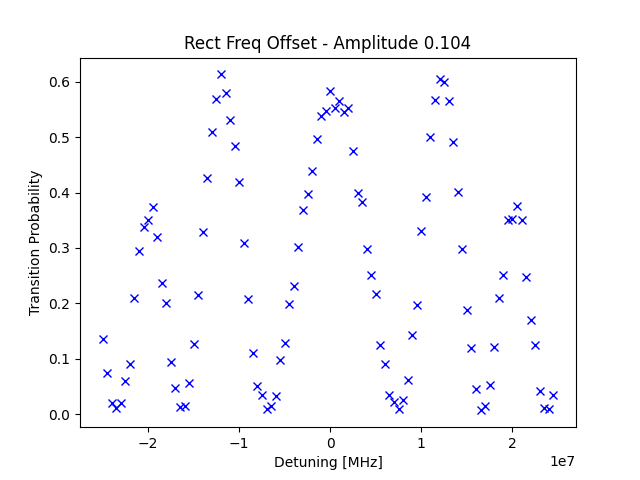 Rect Freq Offset - Amplitude 0.104
Transition Probability
0.6
0.5
0.4
0.3
0.2
0.1
0.0
−2 −1 0 1 2
1e7
Detuning [MHz]